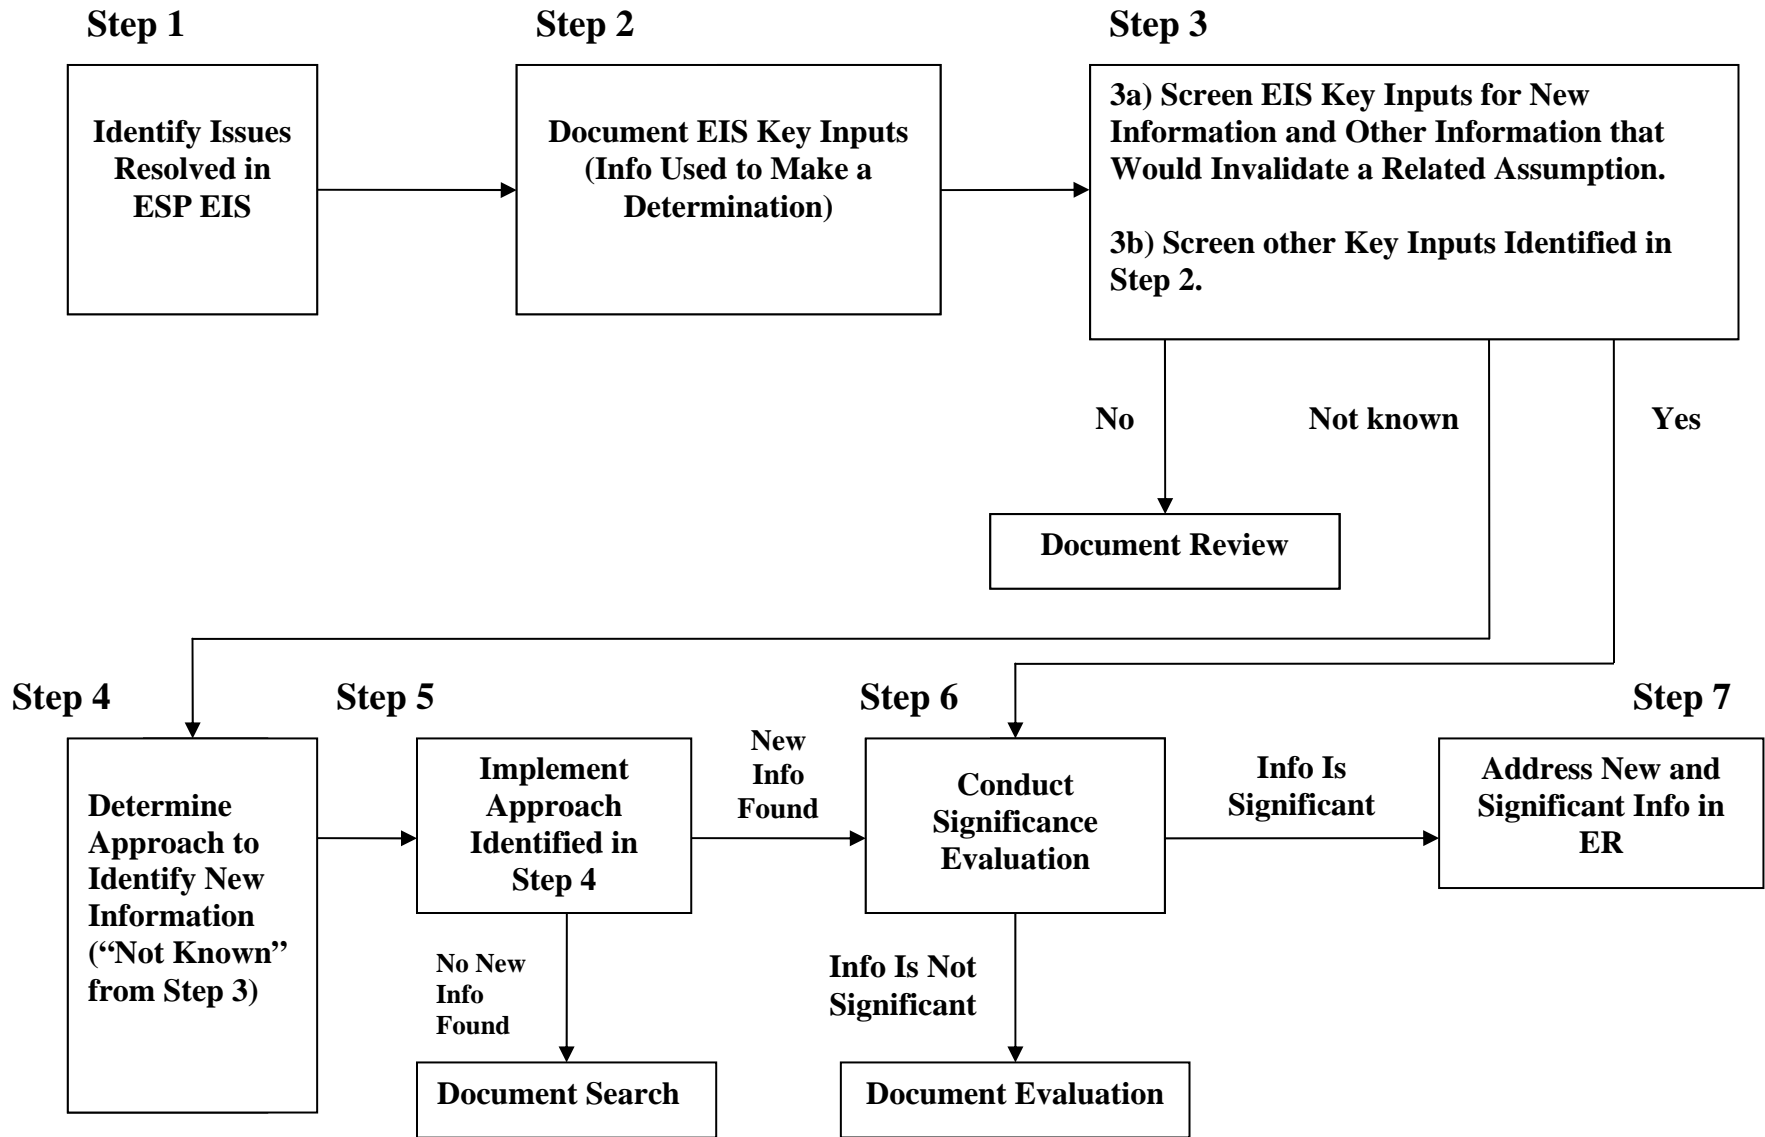 Step 1
Step 2
Step 3
Identify Issues
Resolved in
ESP EIS
Document EIS Key Inputs
(Info Used to Make a
Determination)
3a) Screen EIS Key Inputs for New
Information and Other Information that
Would Invalidate a Related Assumption.
3b) Screen other Key Inputs Identified in
Step 2.
No
Not known
Yes
Document Review
Step 4
Step 5
Step 6
Step 7
Determine
Approach to
Identify New
Information
(“Not Known”
from Step 3)
Implement
Approach
Identified in
Step 4
New
Info
Found
Conduct
Significance
Evaluation
Info Is
Significant
Address New and
Significant Info in
ER
No New
Info
Found
Info Is Not
Significant
Document Search
Document Evaluation